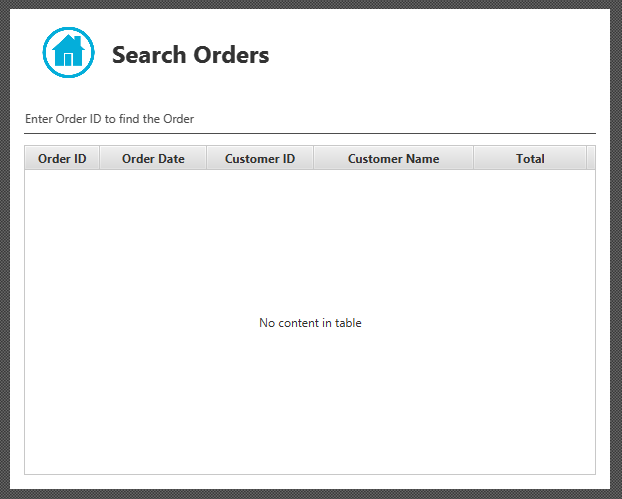 Search Orders
Enter Order ID to find the Order
Order ID Order Date Customer ID Customer Name Total
No content in table